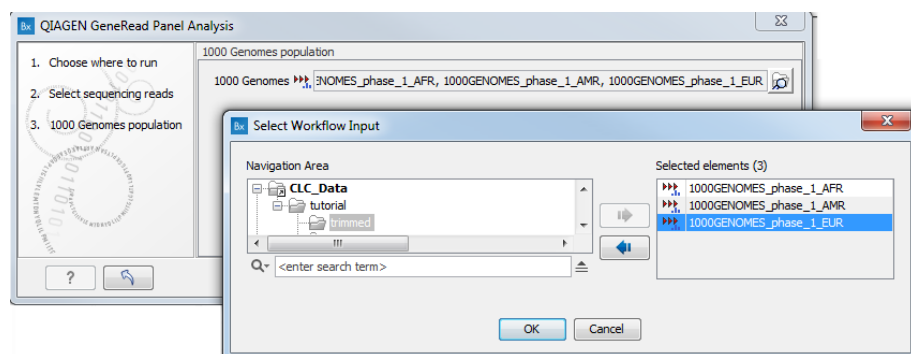 Bx QIAGEN GeneRead Panel Analysis
1. Choose where to run
2. Select sequencing reads
3. 1000 Genomes population
1000 Genomes population
1000 Genomes ENOMES_phase_1_AFR, 1000GENOMES_phase_1_AMR, 1000GENOMES_phase_1_EUR
?
Bx Select Workflow Input
Navigation Area
CLC_Data
tutorial
trimmed
<enter search term>
Selected elements (3)
1000GENOMES_phase_1_AFR
1000GENOMES_phase_1_AMR
1000GENOMES_phase_1_EUR
OK
Cancel